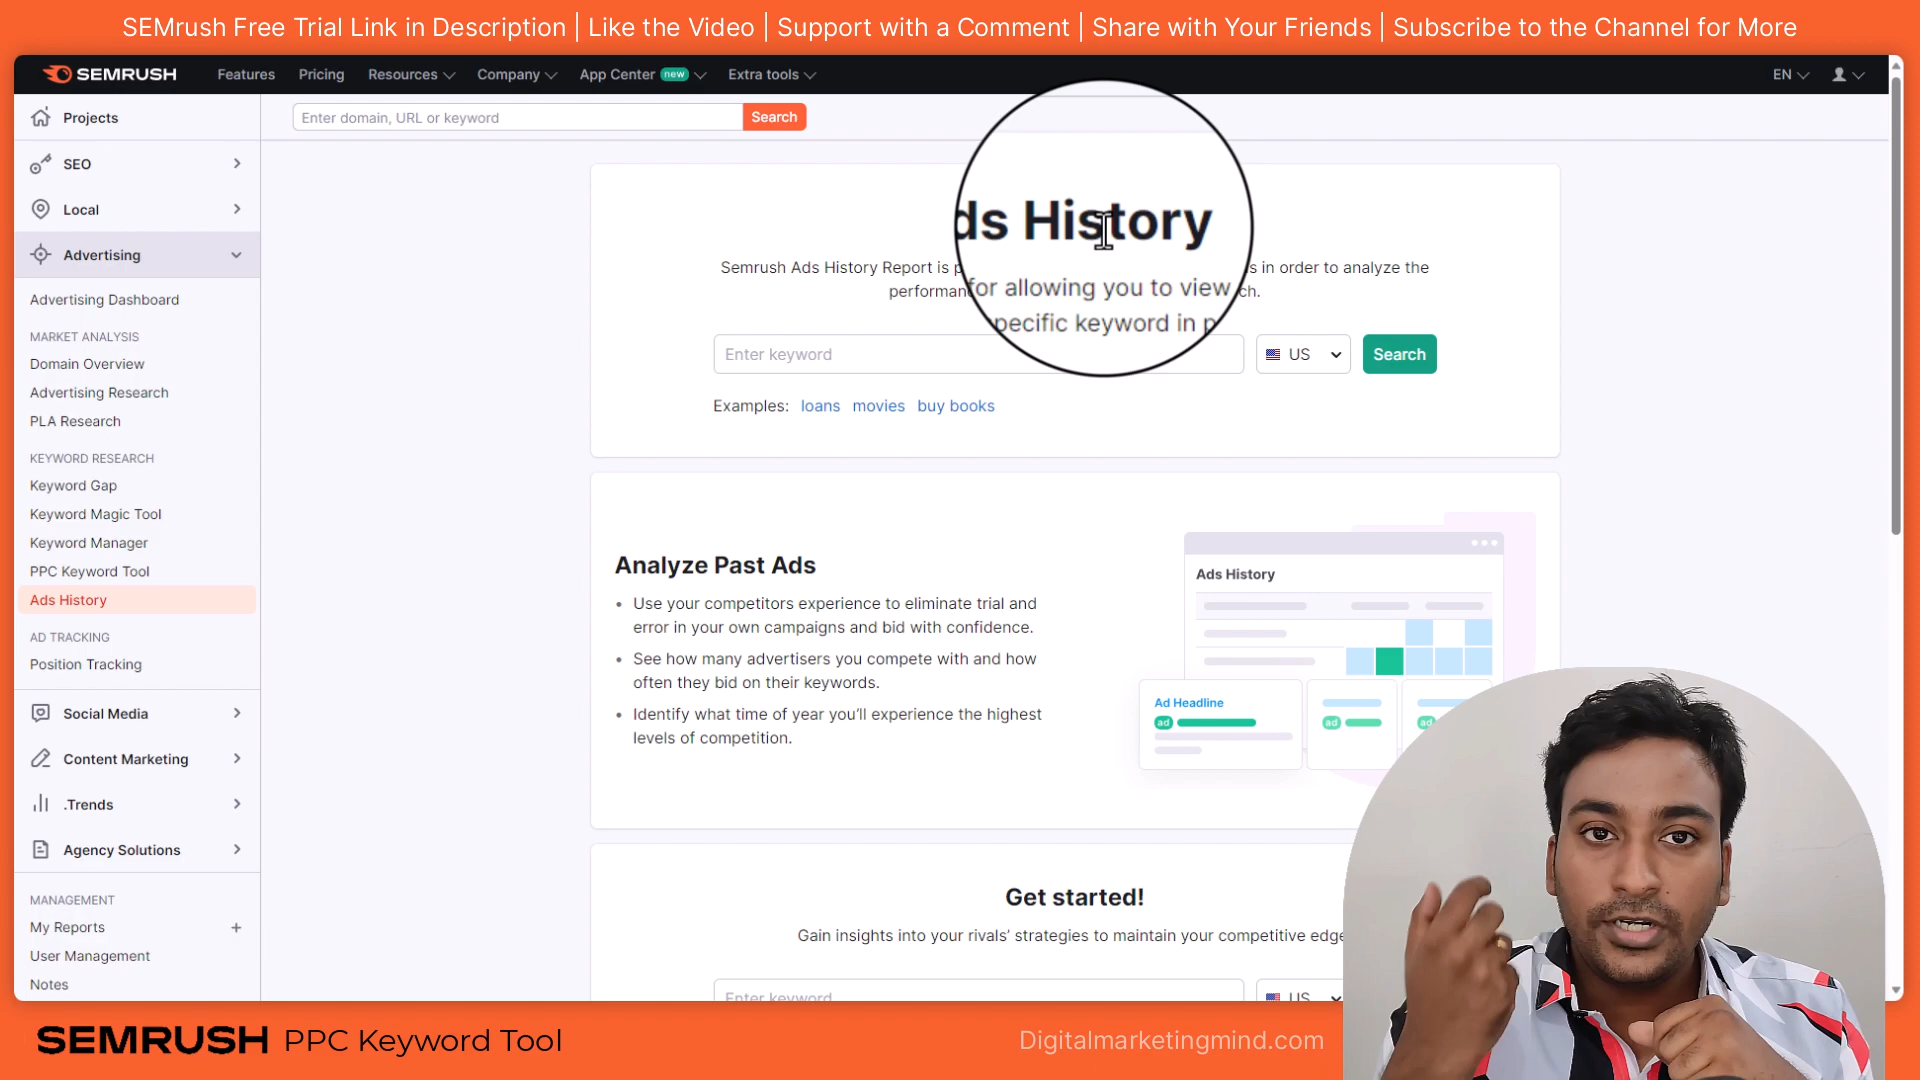 SEMrush Free Trial Link in Description | Like the Video | Support with a Comment | Share with Your Friends | Subscribe to the Channel for More
SEMRUSH Features Pricing Resources Company App Center new Extra tools EN
Projects
Enter domain, URL or keyword Search
SEO
Local
Advertising
Advertising Dashboard
MARKET ANALYSIS
Domain Overview
Advertising Research
PLA Research
KEYWORD RESEARCH
Keyword Gap
Keyword Magic Tool
Keyword Manager
PPC Keyword Tool
Ads History
AD TRACKING
Position Tracking
Social Media
Content Marketing
.Trends
Agency Solutions
MANAGEMENT
My Reports +
User Management
Notes
ds History
Semrush Ads History Report is p s in order to analyze the
performanc ch.
for allowing you to view
pecific keyword in p
Enter keyword US Search
Examples: loans movies buy books
Analyze Past Ads
• Use your competitors experience to eliminate trial and
error in your own campaigns and bid with confidence.
• See how many advertisers you compete with and how
often they bid on their keywords.
• Identify what time of year you’ll experience the highest
levels of competition.
Ads History
Ad Headline
ad
ad
ad
Get started!
Gain insights into your rivals’ strategies to maintain your competitive edge
Enter keyword US
SEMRUSH PPC Keyword Tool
Digitalmarketingmind.com